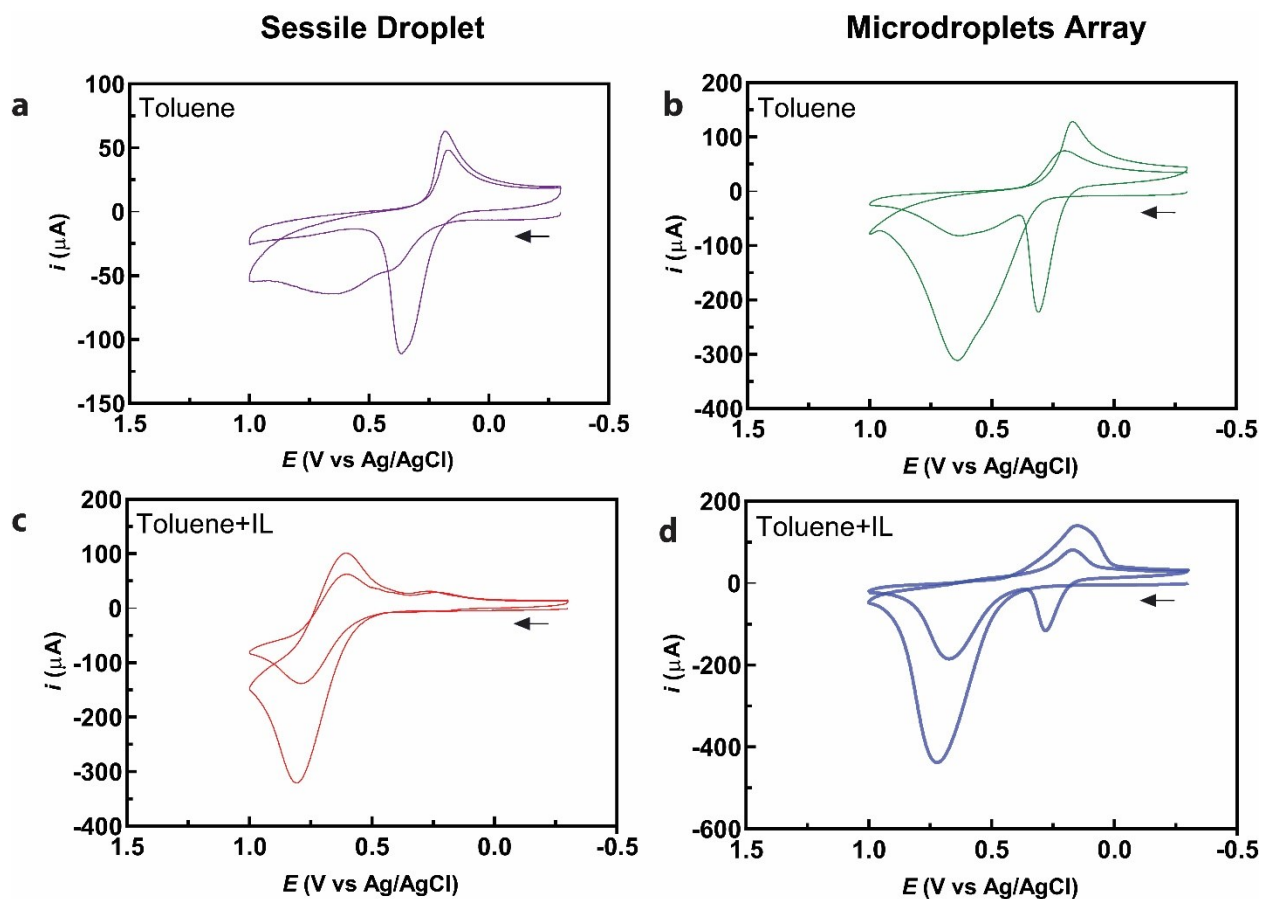 Sessile Droplet
Microdroplets Array
a
Toluene
100
50
0
-50
-100
-150
i (µA)
1.5 1.0 0.5 0.0 -0.5
E (V vs Ag/AgCl)
b
Toluene
200
100
0
-100
-200
-300
-400
i (µA)
1.5 1.0 0.5 0.0 -0.5
E (V vs Ag/AgCl)
c
Toluene+IL
200
100
0
-100
-200
-300
-400
i (µA)
1.5 1.0 0.5 0.0 -0.5
E (V vs Ag/AgCl)
d
Toluene+IL
200
0
-200
-400
-600
i (µA)
1.5 1.0 0.5 0.0 -0.5
E (V vs Ag/AgCl)